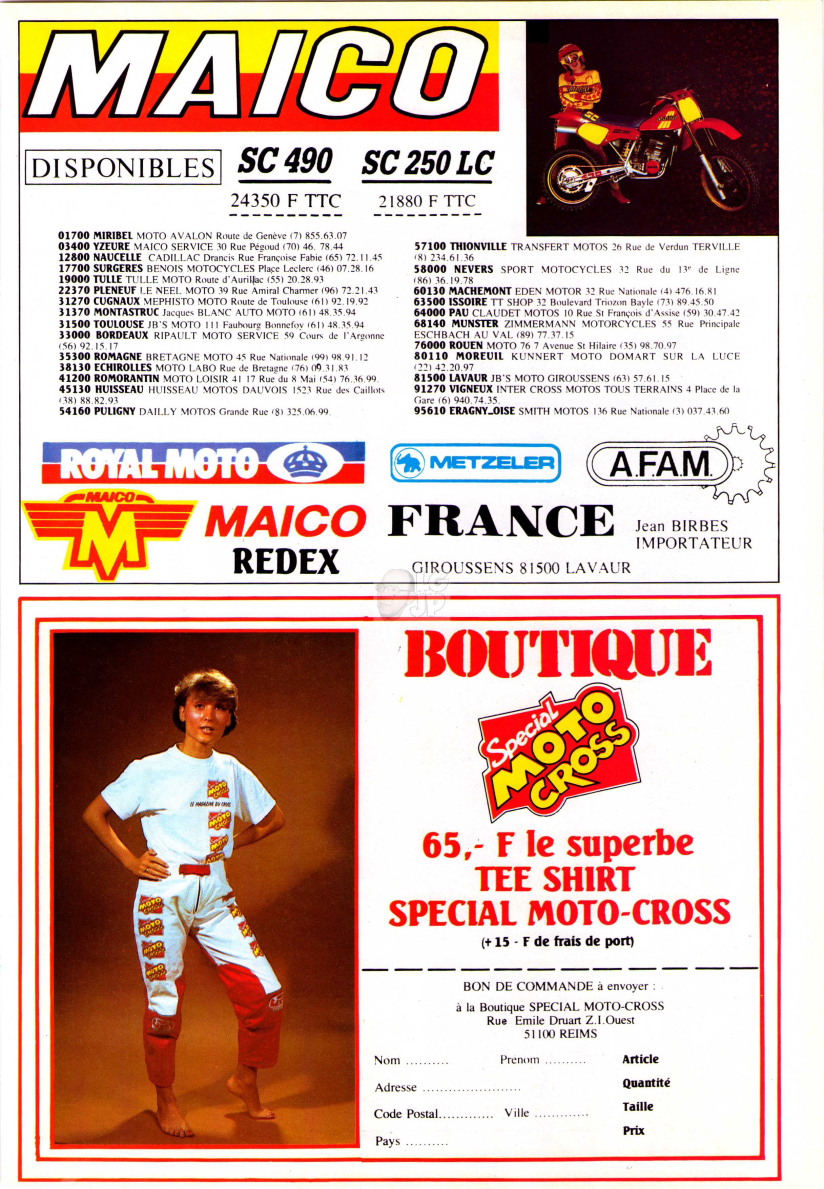 MAICO
DISPONIBLES
SC 490
24350 F TTC
SC 250 LC
21880 F TTC
01700 MIRIBEL MOTO AVALON Route de Genève (7) 855.63.07
03400 YZEURE MAICO SERVICE 30 Rue Pégoud (70) 46. 78.44
12800 NAUCELLE CADILLAC Drancis Rue Françoise Fabie (65) 72.11.45
17700 SURGERES BENOIS MOTOCYCLES Place Leclerc (46) 07.28.16
19000 TULLE TULLE MOTO Route d'Aurillac (55) 20.28.93
22370 PLENEUF LE NEEL MOTO 39 Rue Amiral Charmer (96) 72.21.43
31270 CUGNAUX MEPHISTO MOTO Route de Toulouse (61) 92.19.92
31370 MONTASTRUC Jacques BLANC AUTO MOTO (61) 48.35.94
31500 TOULOUSE JB'S MOTO 111 Faubourg Bonnefoy (61) 48.35.94
33000 BORDEAUX RIPAULT MOTO SERVICE 59 Cours de l'Argonne
(56) 92.15.17
35300 ROMAGNE BRETAGNE MOTO 45 Rue Nationale (99) 98.91.12
38130 ECHIROLLES MOTO LABO Rue de Bretagne (76) 09.31.83
41200 ROMORANTIN MOTO LOISIR 41 17 Rue du 8 Mai (54) 76.36.99.
45130 HUISSEAU HUISSEAU MOTOS DAUVOIS 1523 Rue des Caillots
(38) 88.82.93
54160 PULIGNY DAILLY MOTOS Grande Rue (8) 325.06.99.
57100 THIONVILLE TRANSFERT MOTOS 26 Rue de Verdun TERVILLE
(8) 234.61.36
58000 NEVERS SPORT MOTOCYCLES 32 Rue du 13e de Ligne
(86) 36.19.78
60130 MACHEMONT EDEN MOTOR 32 Rue Nationale (4) 476.16.81
63500 ISSOIRE TT SHOP 32 Boulevard Triozon Bayle (73) 89.45.50
64000 PAU CLAUDET MOTOS 10 Rue St François d'Assise (59) 30.47.42
68140 MUNSTER ZIMMERMANN MOTORCYCLES 55 Rue Principale
ESCHBACH AU VAL (89) 77.37.15
76000 ROUEN MOTO 76 7 Avenue St Hilaire (35) 98.70.97
80110 MOREUIL KUNNERT MOTO DOMART SUR LA LUCE
(22) 42.20.97
81500 LAVAUR JB'S MOTO GIROUSSENS (63) 57.61.15
91270 VIGNEUX INTER CROSS MOTOS TOUS TERRAINS 4 Place de la
Gare (6) 940.74.35.
95610 ERAGNY_OISE SMITH MOTOS 136 Rue Nationale (3) 037.43.60
ROYAL MOTO
METZELER
A.F.A.M.
MAICO
M
MAICO FRANCE
REDEX
Jean BIRBES
IMPORTATEUR
GIROUSSENS 81500 LAVAUR
LG
JP
BOUTIQUE
Special
MOTO
CROSS
65,- F le superbe
TEE SHIRT
SPECIAL MOTO-CROSS
(+ 15 - F de frais de port)
MOTO
LE MAGAZINE DU CROSS
BON DE COMMANDE à envoyer :
à la Boutique SPECIAL MOTO-CROSS
Rue Emile Druart Z.I.Ouest
51100 REIMS
Nom .......... Prenom .......... Article
Adresse ....................... Quantité
Code Postal............. Ville ............. Taille
Pays .......... Prix